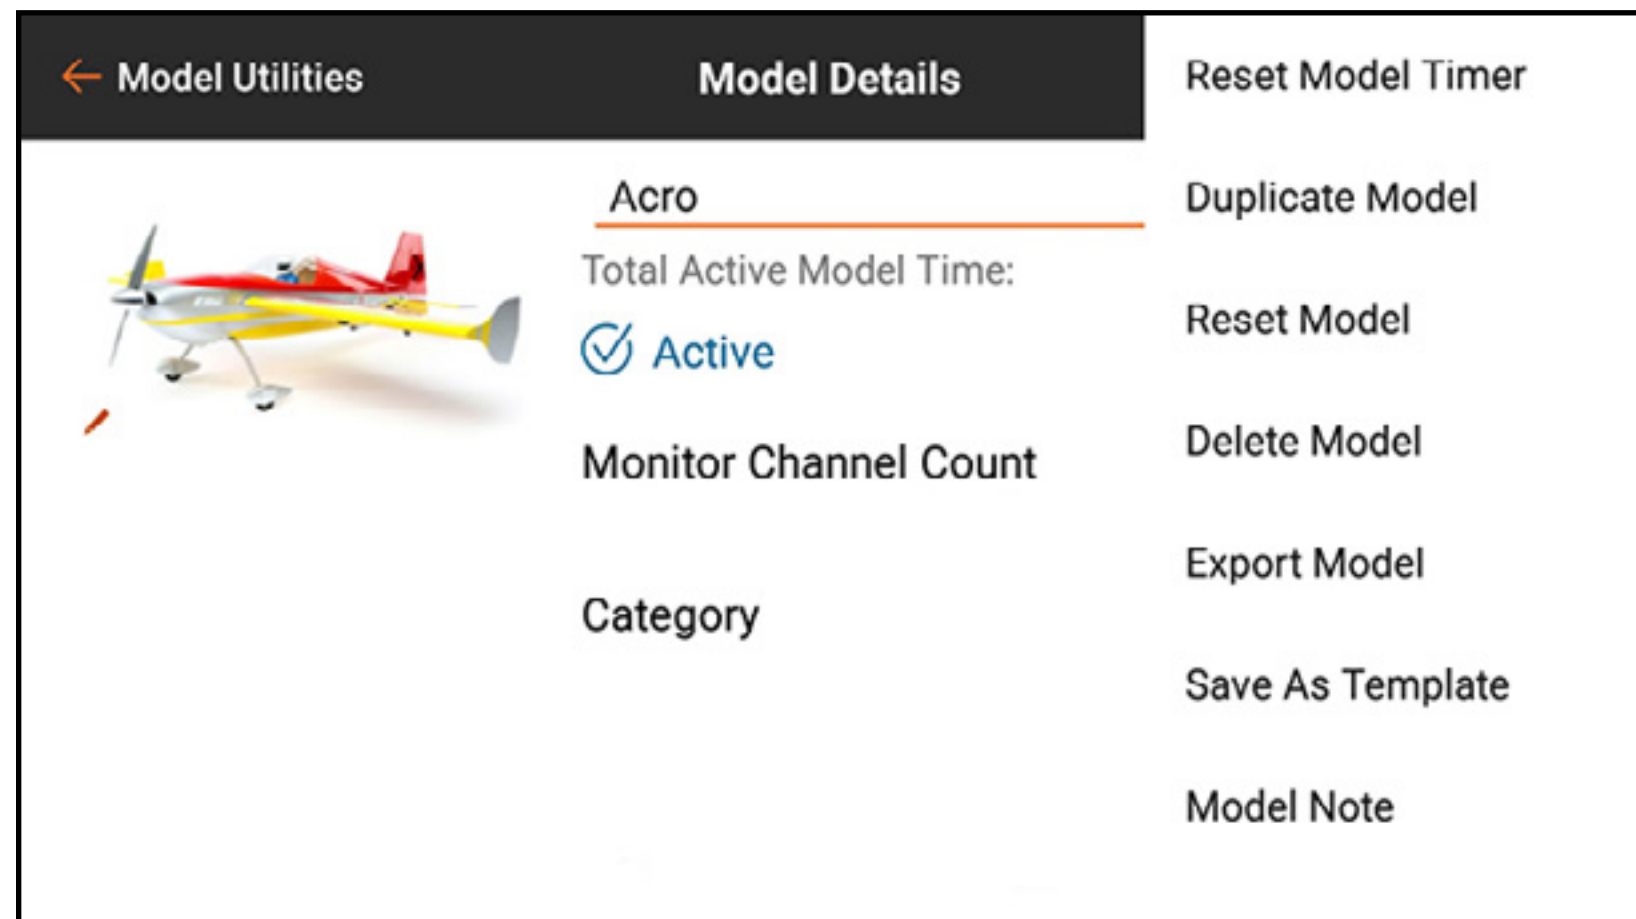 Model Utilities
Model Details
Acro
Total Active Model Time:
Active
Monitor Channel Count
Category
Reset Model Timer
Duplicate Model
Reset Model
Delete Model
Export Model
Save As Template
Model Note